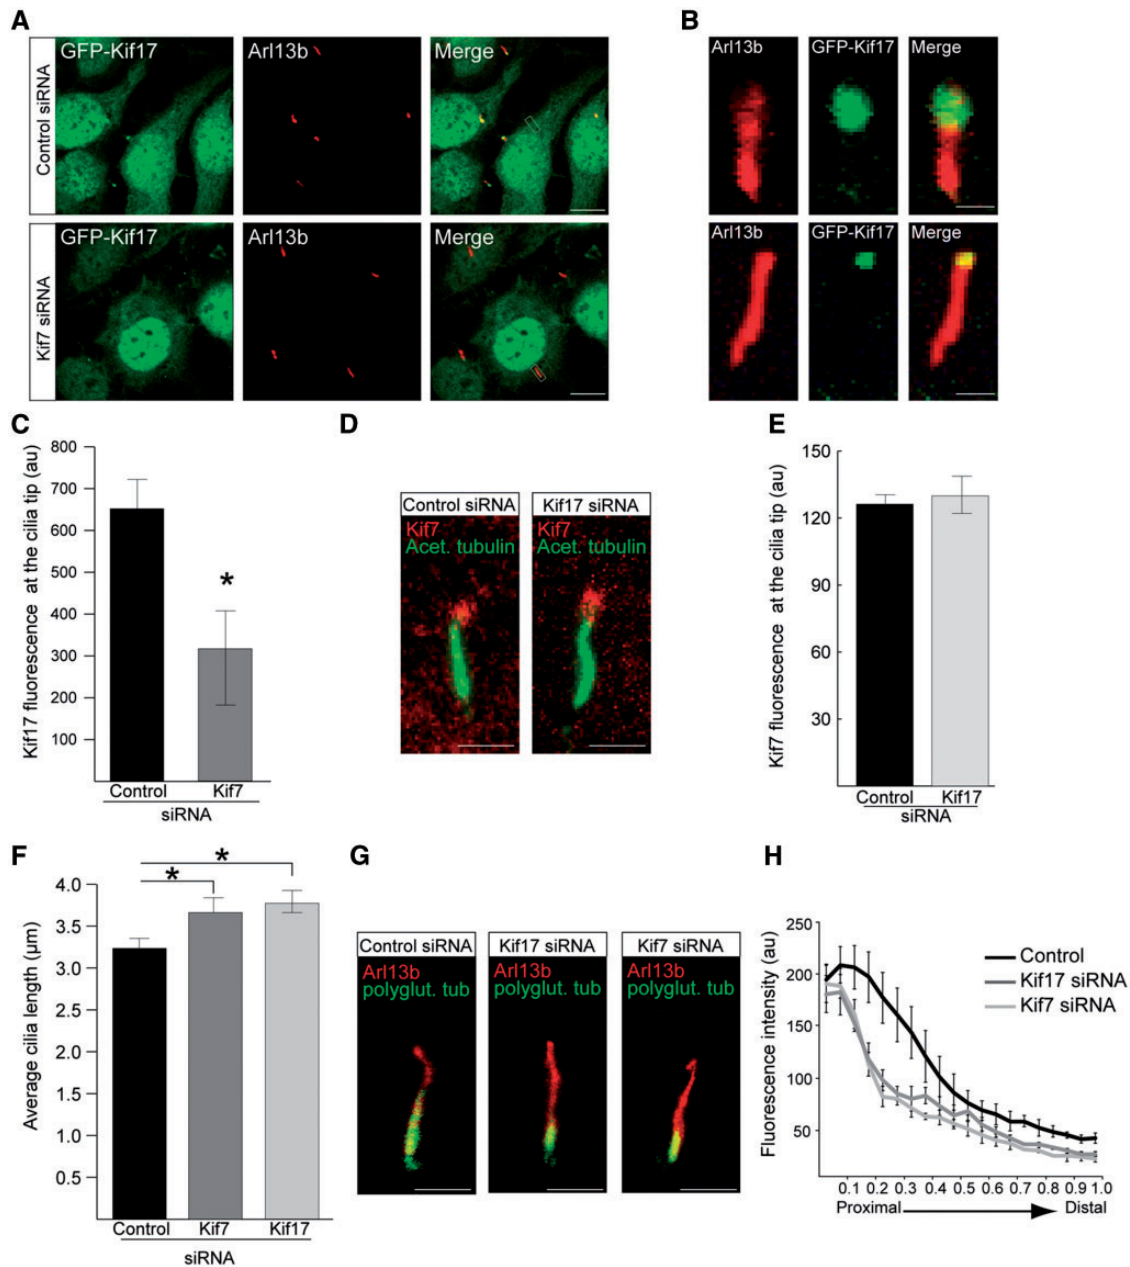 A
Control siRNA
GFP-Kif17
Arl13b
Merge
Kif7 siRNA
GFP-Kif17
Arl13b
Merge
B
Arl13b
GFP-Kif17
Merge
Arl13b
GFP-Kif17
Merge
C
Kif17 fluorescence at the cilia tip (au)
800
700
600
500
400
300
200
100
*
Control
Kif7
siRNA
D
Control siRNA
Kif7
Acet. tubulin
Kif17 siRNA
Kif7
Acet. tubulin
E
Kif7 fluorescence at the cilia tip (au)
150
120
90
60
30
Control
Kif17
siRNA
F
Average cilia length (µm)
4.0
3.5
3.0
2.5
2.0
1.5
1.0
0.5
*
*
Control
Kif7
Kif17
siRNA
G
Control siRNA
Arl13b
polyglut. tub
Kif17 siRNA
Arl13b
polyglut. tub
Kif7 siRNA
Arl13b
polyglut. tub
H
Fluorescence intensity (au)
250
200
150
100
50
Control
Kif17 siRNA
Kif7 siRNA
0.1 0.2 0.3 0.4 0.5 0.6 0.7 0.8 0.9 1.0
Proximal
Distal